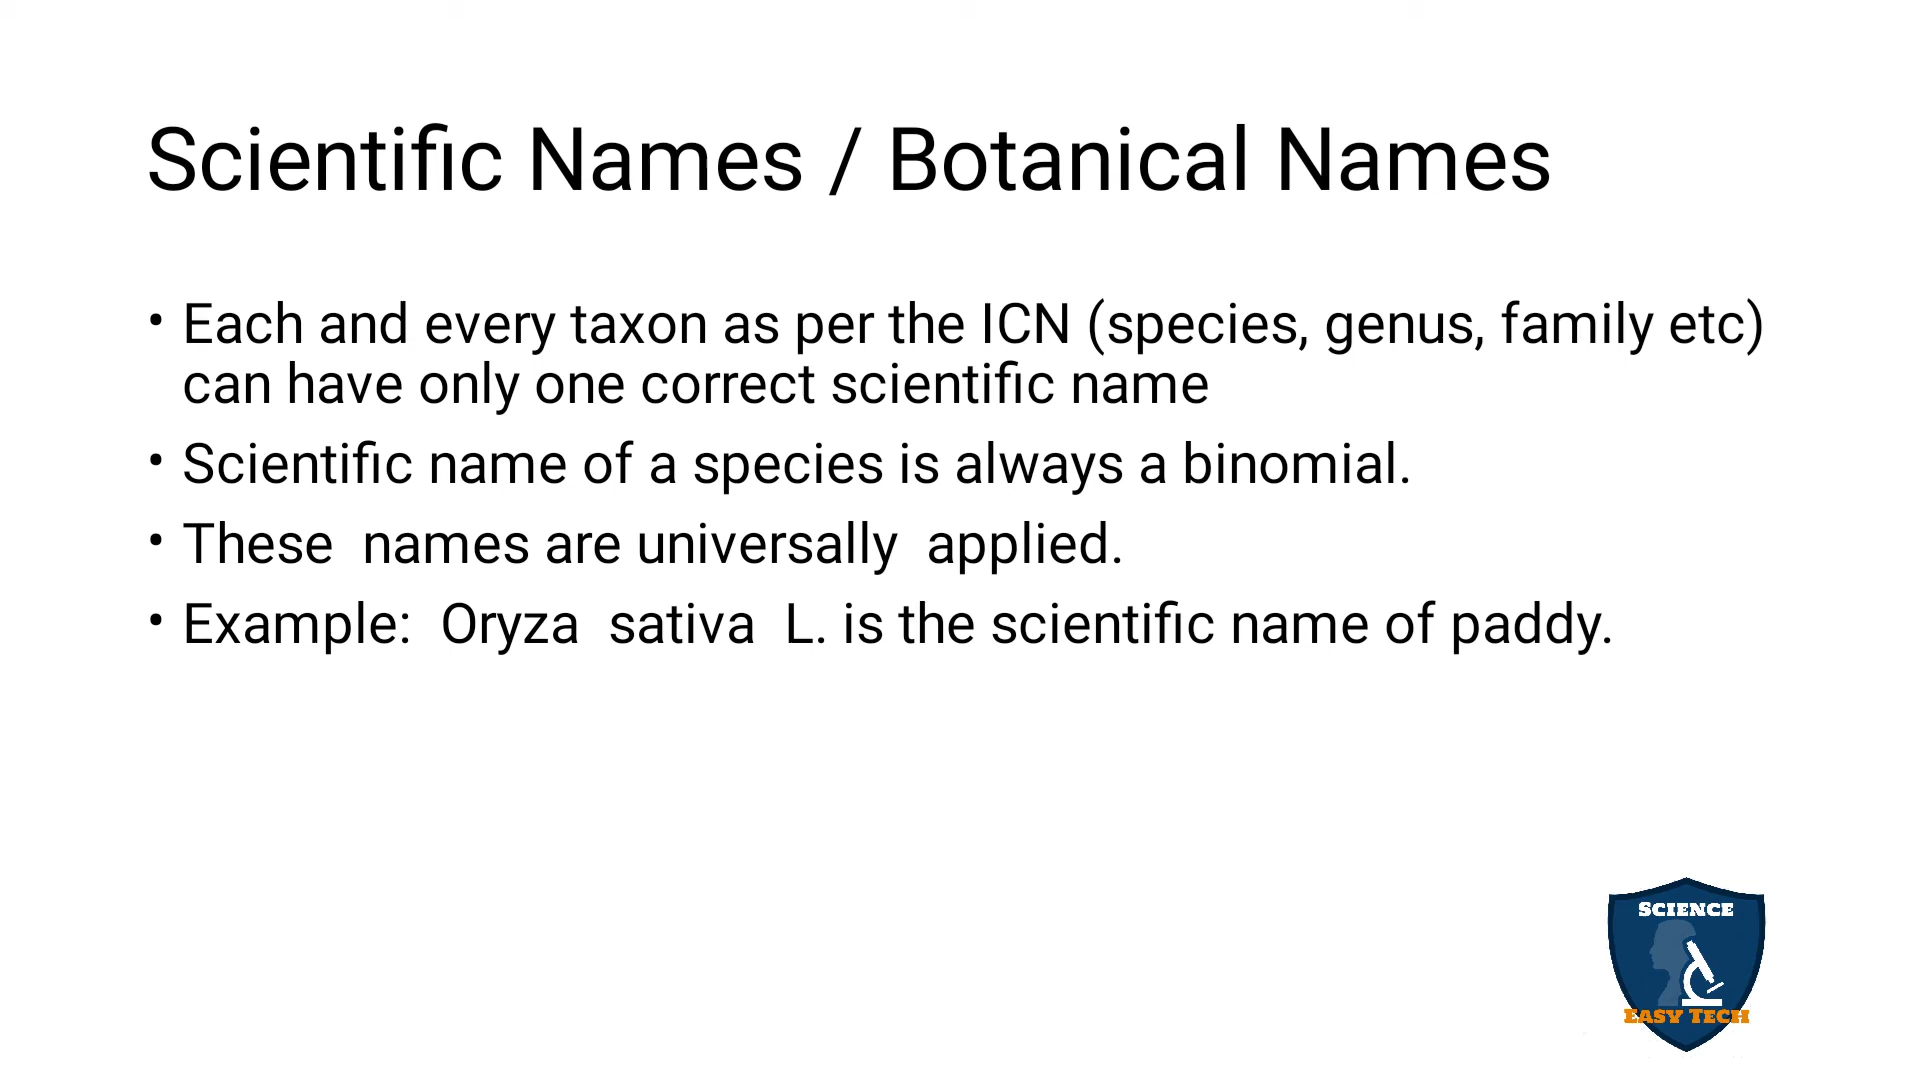 Scientific Names / Botanical Names
• Each and every taxon as per the ICN (species, genus, family etc)
can have only one correct scientific name
• Scientific name of a species is always a binomial.
• These  names are universally  applied.
• Example:  Oryza  sativa  L. is the scientific name of paddy.
SCIENCE
EASY TECH